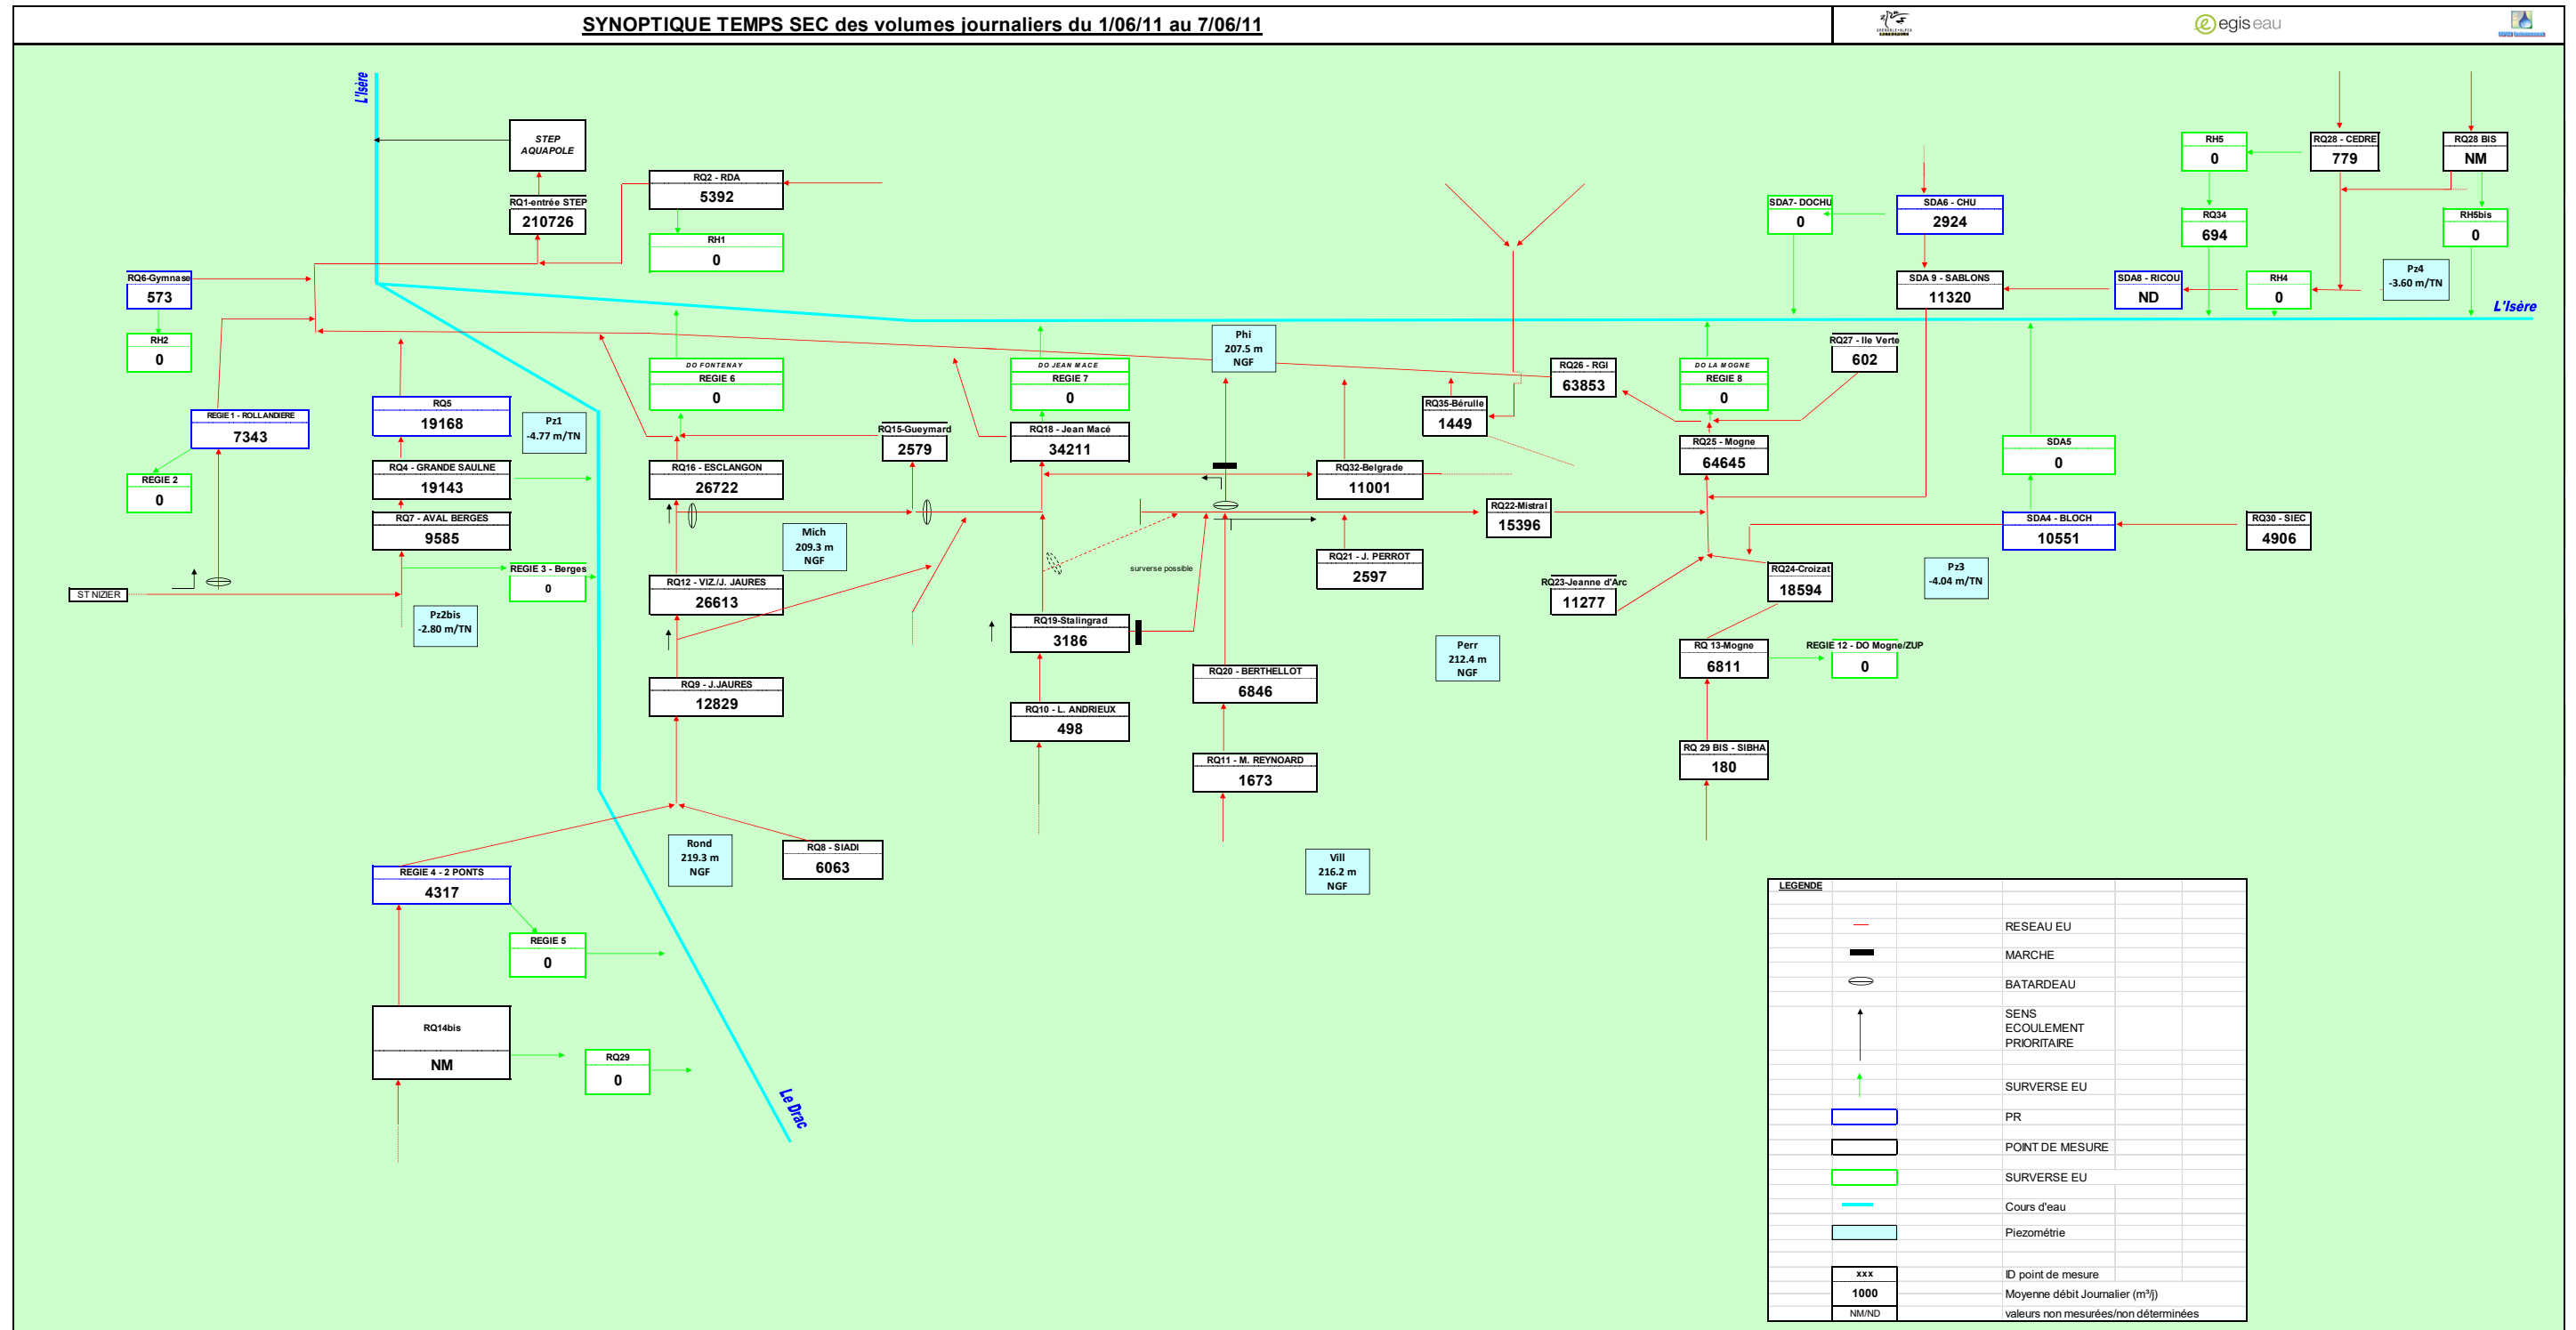 SYNOPTIQUE TEMPS SEC des volumes journaliers du 1/06/11 au 7/06/11
egis eau
L'Isère
STEP
AQUAPOLE
RQ1-entrée STEP
210726
RQ2 - RDA
5392
RH1
0
RQ6-Gymnase
573
RH2
0
REGIE 1 - ROLLANDIERE
7343
REGIE 2
0
RQ5
19168
RQ4 - GRANDE SAULNE
19143
RQ7 - AVAL BERGES
9585
REGIE 3 - Berges
0
ST NIZIER
Pz1
-4.77 m/TN
Pz2bis
-2.80 m/TN
DO FONTENAY
REGIE 6
0
RQ15-Gueymard
2579
RQ16 - ESCLANGON
26722
RQ12 - VIZ./J. JAURES
26613
RQ9 - J.JAURES
12829
Mich
209.3 m
NGF
DO JEAN MACE
REGIE 7
0
RQ18 - Jean Macé
34211
RQ19-Stalingrad
3186
RQ10 - L. ANDRIEUX
498
surverse possible
Phi
207.5 m
NGF
RQ32-Belgrade
11001
RQ35-Bérulle
1449
RQ22-Mistral
15396
RQ21 - J. PERROT
2597
RQ20 - BERTHELLOT
6846
RQ11 - M. REYNOARD
1673
Perr
212.4 m
NGF
Vill
216.2 m
NGF
RQ26 - RGI
63853
DO LA MOGNE
REGIE 8
0
RQ27 - Ile Verte
602
RQ25 - Mogne
64645
RQ23-Jeanne d'Arc
11277
RQ24-Croizat
18594
RQ 13-Mogne
6811
REGIE 12 - DO Mogne/ZUP
0
RQ 29 BIS - SIBHA
180
SDA7- DOCHU
0
SDA6 - CHU
2924
SDA 9 - SABLONS
11320
SDA8 - RICOU
ND
RH4
0
RH5
0
RQ34
694
RQ28 - CEDRE
779
RQ28 BIS
NM
RH5bis
0
Pz4
-3.60 m/TN
L'Isère
SDA5
0
SDA4 - BLOCH
10551
RQ30 - SIEC
4906
Pz3
-4.04 m/TN
Rond
219.3 m
NGF
RQ8 - SIADI
6063
REGIE 4 - 2 PONTS
4317
REGIE 5
0
RQ14bis
NM
RQ29
0
Le Drac
LEGENDE
RESEAU EU
MARCHE
BATARDEAU
SENS
ECOULEMENT
PRIORITAIRE
SURVERSE EU
PR
POINT DE MESURE
SURVERSE EU
Cours d'eau
Piezométrie
xxx
ID point de mesure
1000
Moyenne débit Journalier (m³/j)
NM/ND
valeurs non mesurées/non déterminées